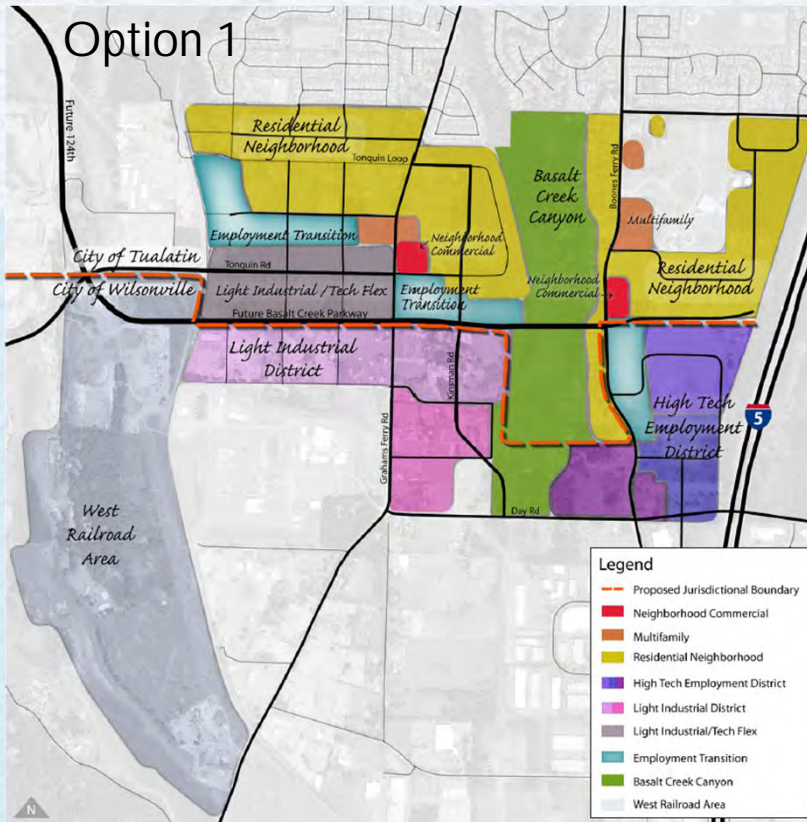 Option 1
Future 124th
Residential
Neighborhood
Tonquin Loop
Basalt
Creek
Canyon
Boones Ferry Rd
Multifamily
Employment Transition
Neighborhood
Commercial
City of Tualatin
Tonquin Rd
Residential
Neighborhood
City of Wilsonville
Light Industrial /Tech Flex
Employment
Transition
Neighborhood
Commercial
Future Basalt Creek Parkway
Light Industrial
District
Kinsman Rd
High Tech
Employment
District
5
Grahams Ferry Rd
West
Railroad
Area
Day Rd
Legend
Proposed Jurisdictional Boundary
Neighborhood Commercial
Multifamily
Residential Neighborhood
High Tech Employment District
Light Industrial District
Light Industrial/Tech Flex
Employment Transition
Basalt Creek Canyon
West Railroad Area
N